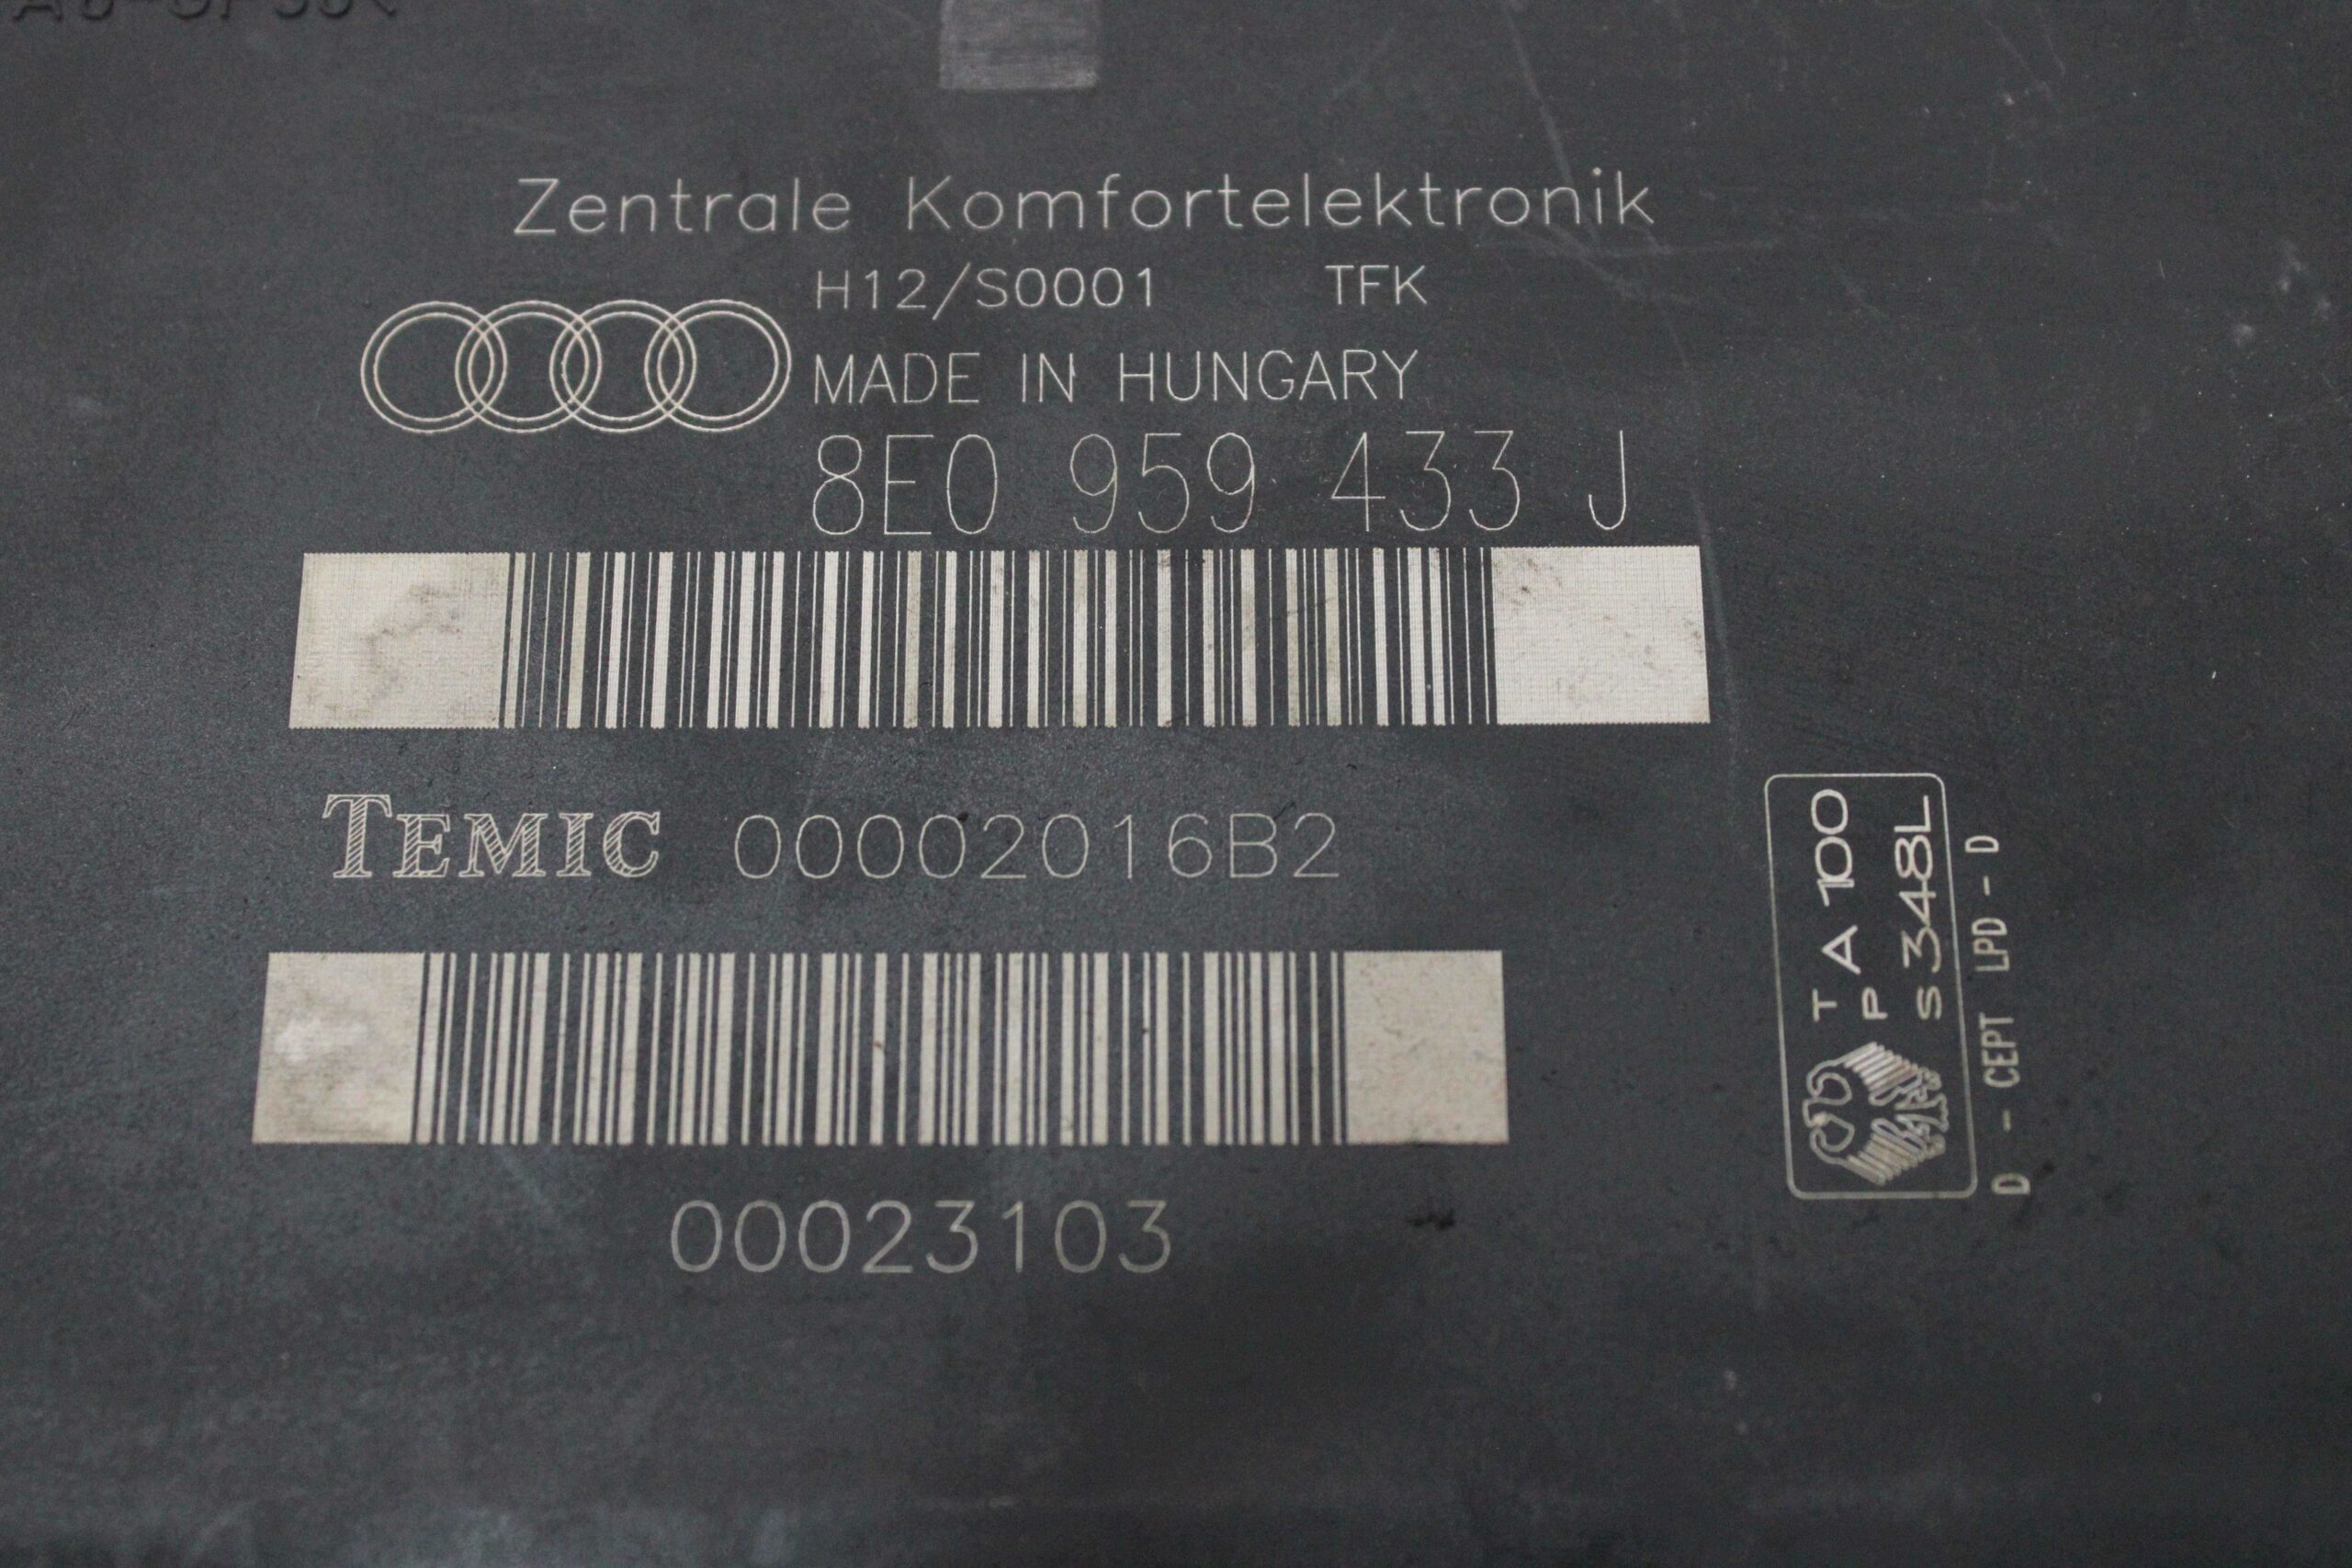 Zentrale Komfortelektronik
H12/S0001 TFK
MADE IN HUNGARY
8E0 959 433 J
TEMIC 00002016B2
00023103
T A 100
P S 348L
D - CEPT LPD - D